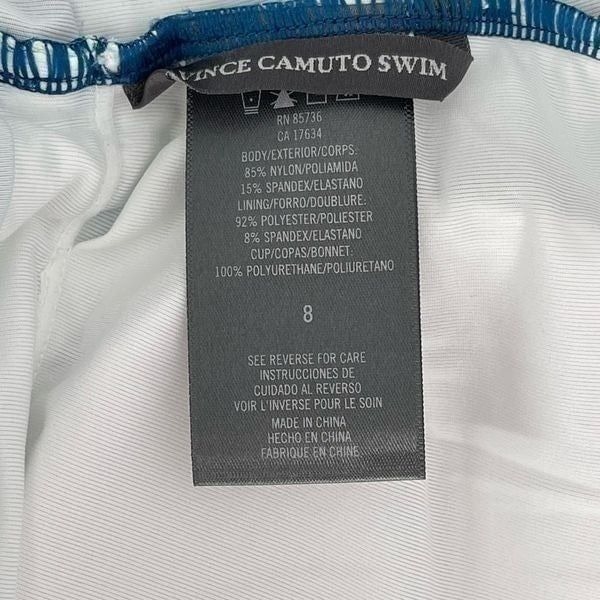 VINCE CAMUTO SWIM
RN 85736
CA 17634
BODY/EXTERIOR/CORPS:
85% NYLON/POLIAMIDA
15% SPANDEX/ELASTANO
LINING/FORRO/DOUBLURE:
92% POLYESTER/POLIESTER
8% SPANDEX/ELASTANO
CUP/COPAS/BONNET:
100% POLYURETHANE/POLIURETANO
8
SEE REVERSE FOR CARE
INSTRUCCIONES DE
CUIDADO AL REVERSO
VOIR L'INVERSE POUR LE SOIN
MADE IN CHINA
HECHO EN CHINA
FABRIQUE EN CHINE